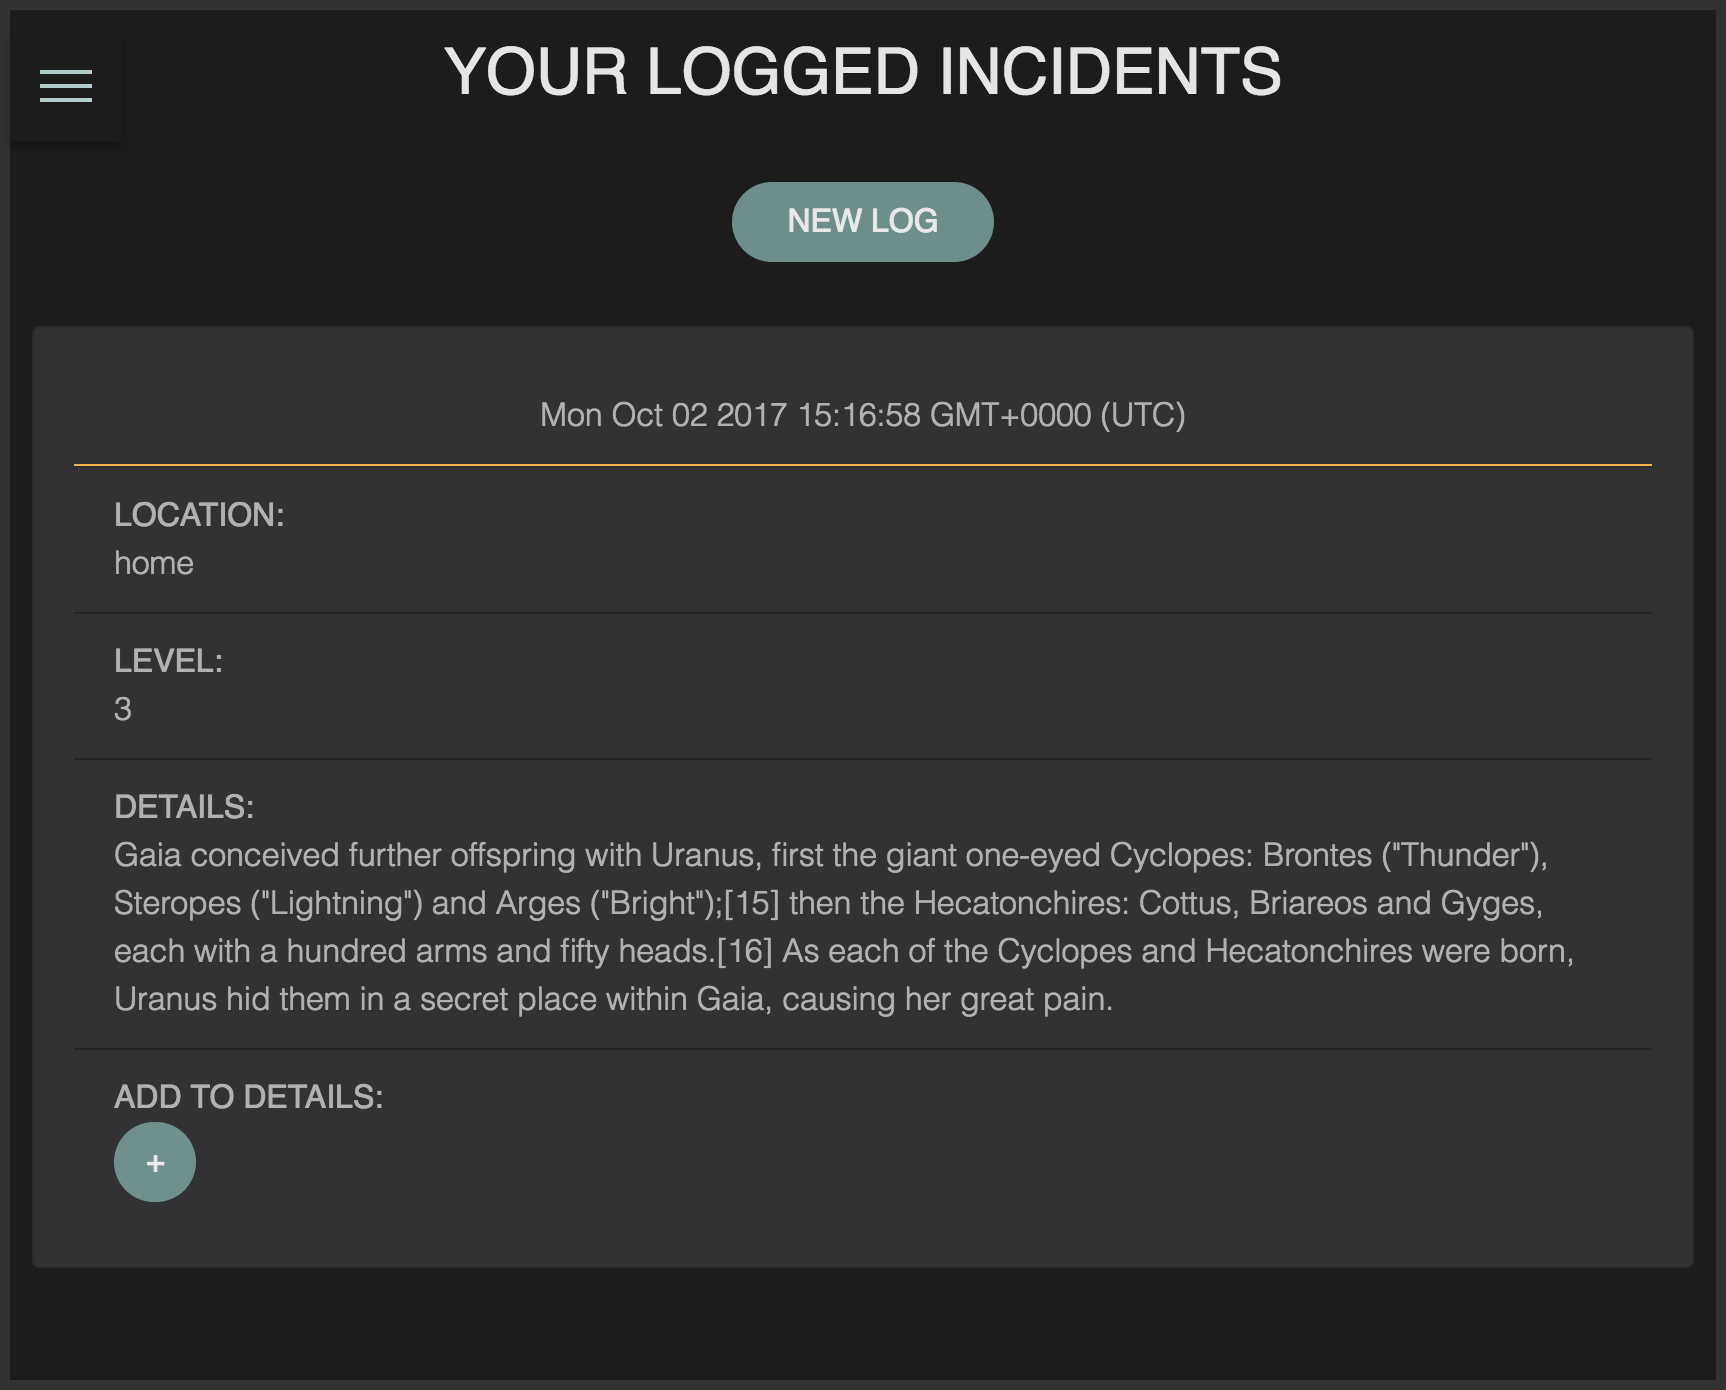 YOUR LOGGED INCIDENTS
NEW LOG
Mon Oct 02 2017 15:16:58 GMT+0000 (UTC)
LOCATION:
home
LEVEL:
3
DETAILS:
Gaia conceived further offspring with Uranus, first the giant one-eyed Cyclopes: Brontes ("Thunder"),
Steropes ("Lightning") and Arges ("Bright");[15] then the Hecatonchires: Cottus, Briareos and Gyges,
each with a hundred arms and fifty heads.[16] As each of the Cyclopes and Hecatonchires were born,
Uranus hid them in a secret place within Gaia, causing her great pain.
ADD TO DETAILS:
+